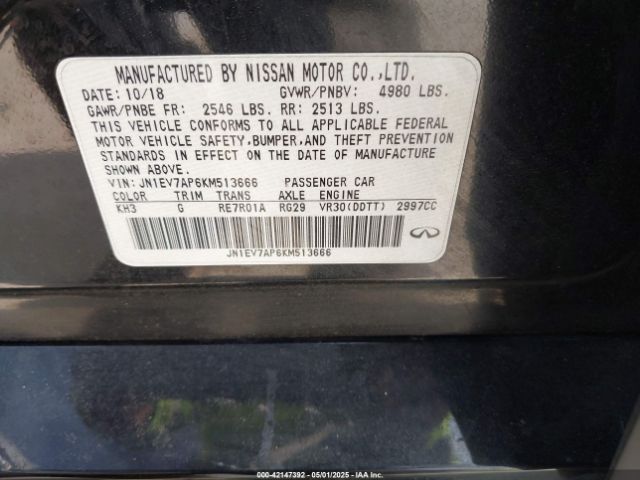 MANUFACTURED BY NISSAN MOTOR CO.,LTD.
DATE: 10/18 GVWR/PNBV: 4980 LBS.
GAWR/PNBE FR: 2546 LBS. RR: 2513 LBS.
THIS VEHICLE CONFORMS TO ALL APPLICABLE FEDERAL
MOTOR VEHICLE SAFETY,BUMPER,AND THEFT PREVENTION
STANDARDS IN EFFECT ON THE DATE OF MANUFACTURE
SHOWN ABOVE.
VIN: JN1EV7AP6KM513666 PASSENGER CAR
COLOR TRIM TRANS AXLE ENGINE
KH3 G RE7R01A RG29 VR30(DDTT) 2997CC
JN1EV7AP6KM513666
000-42147392 - 05/01/2025 - IAA Inc.